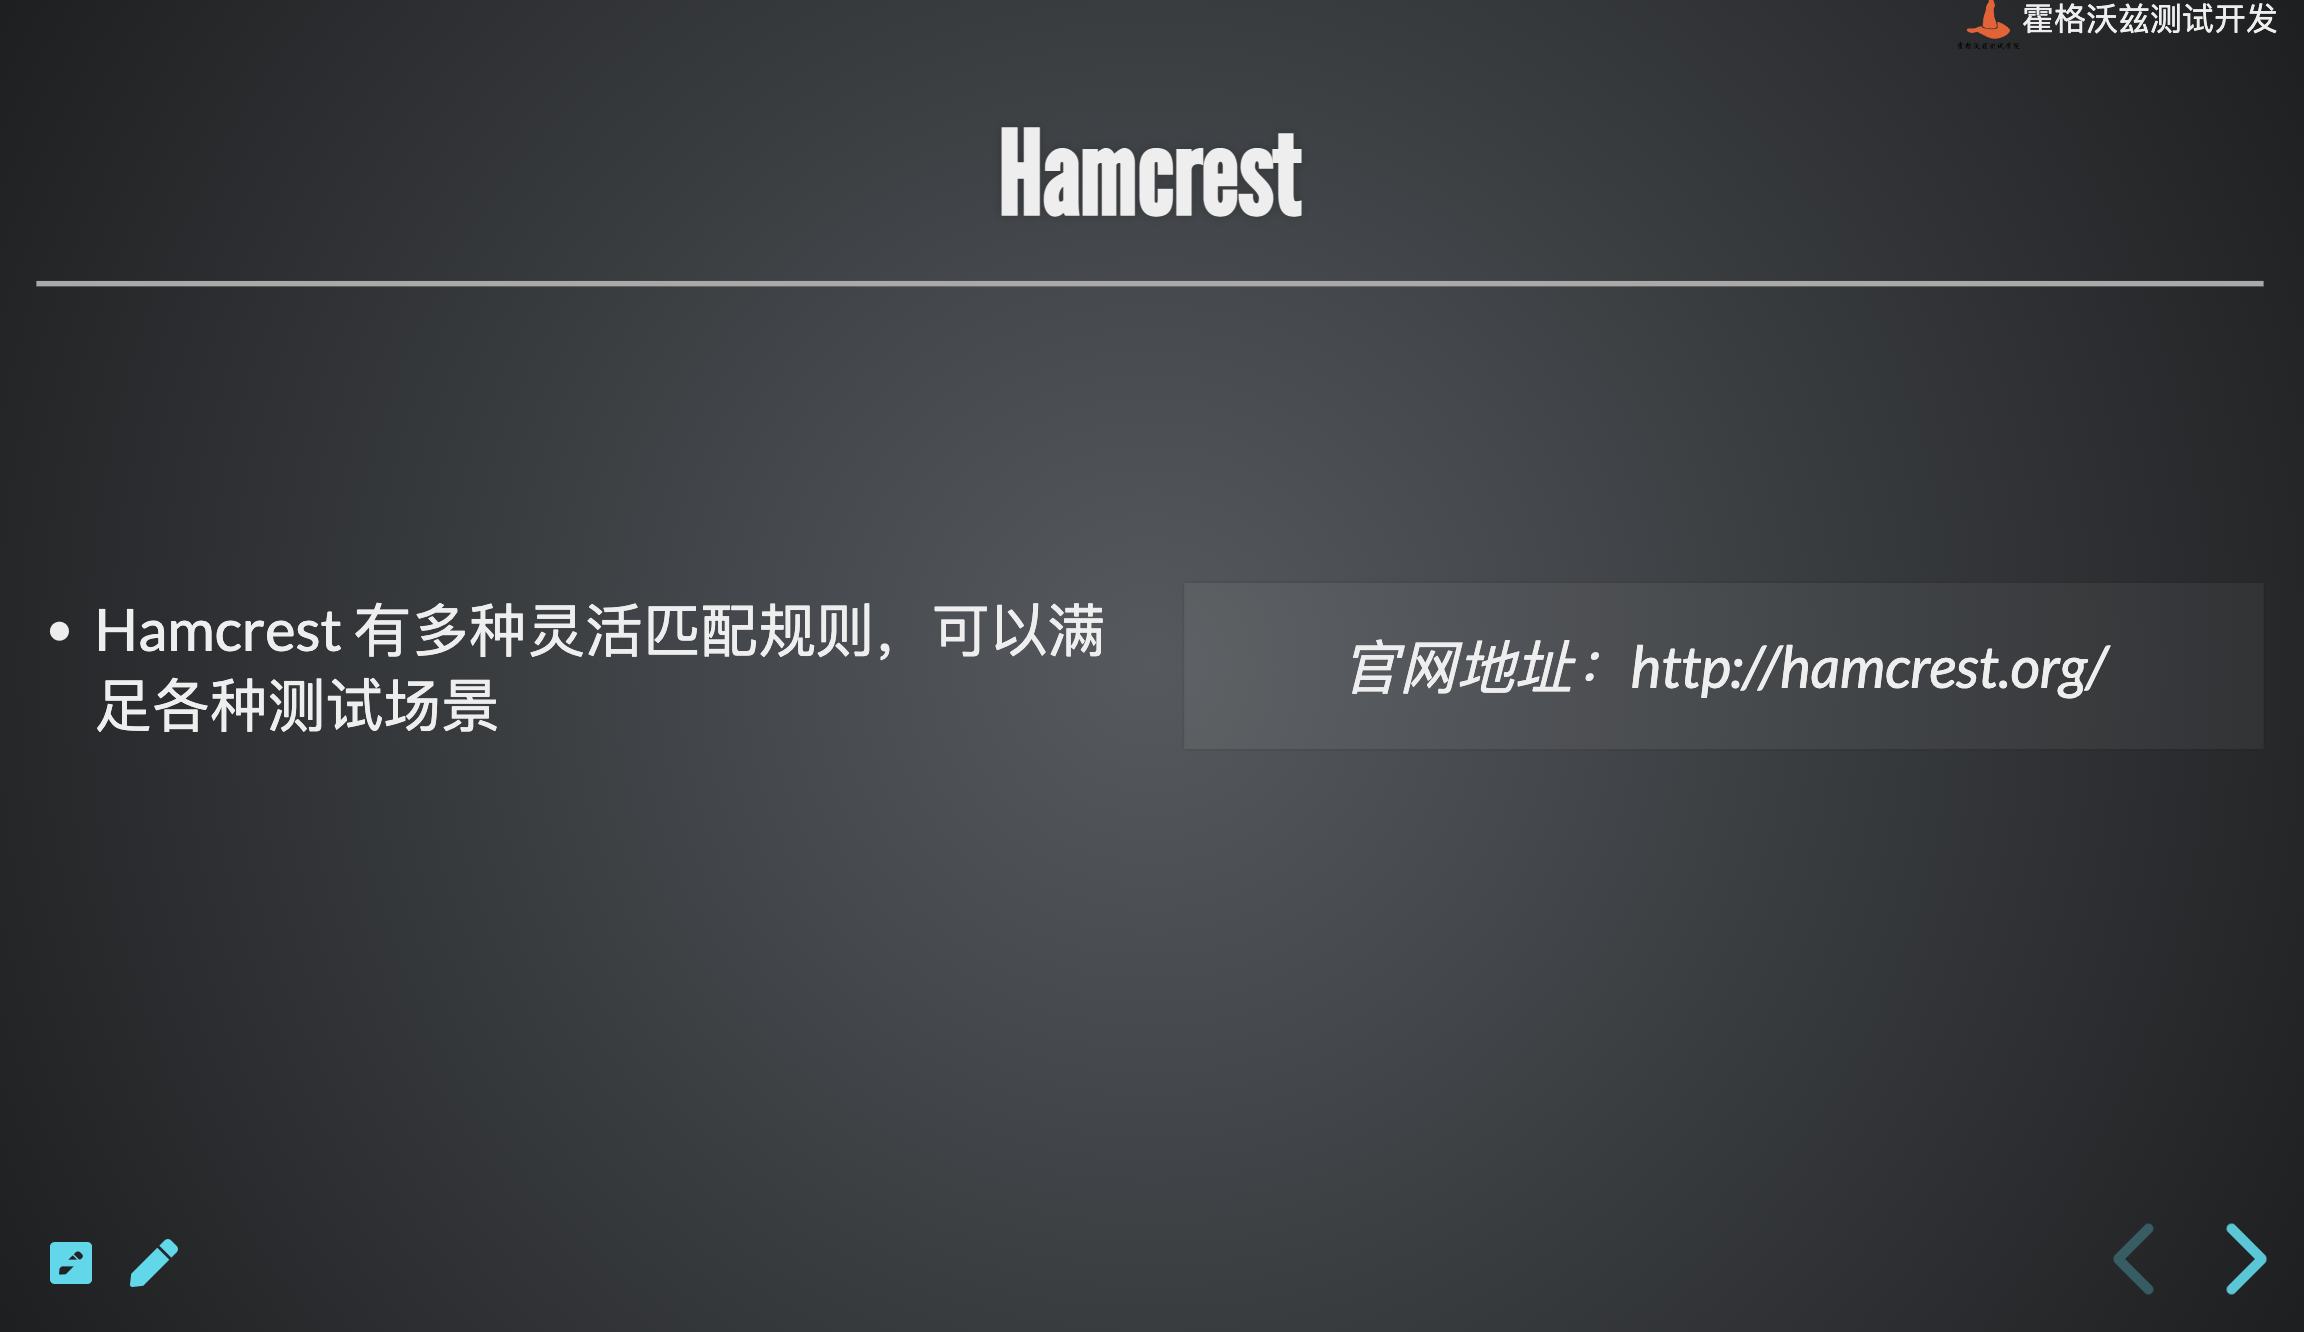 霍格沃兹测试开发
Hamcrest
• Hamcrest 有多种灵活匹配规则，可以满
足各种测试场景
官网地址：http://hamcrest.org/